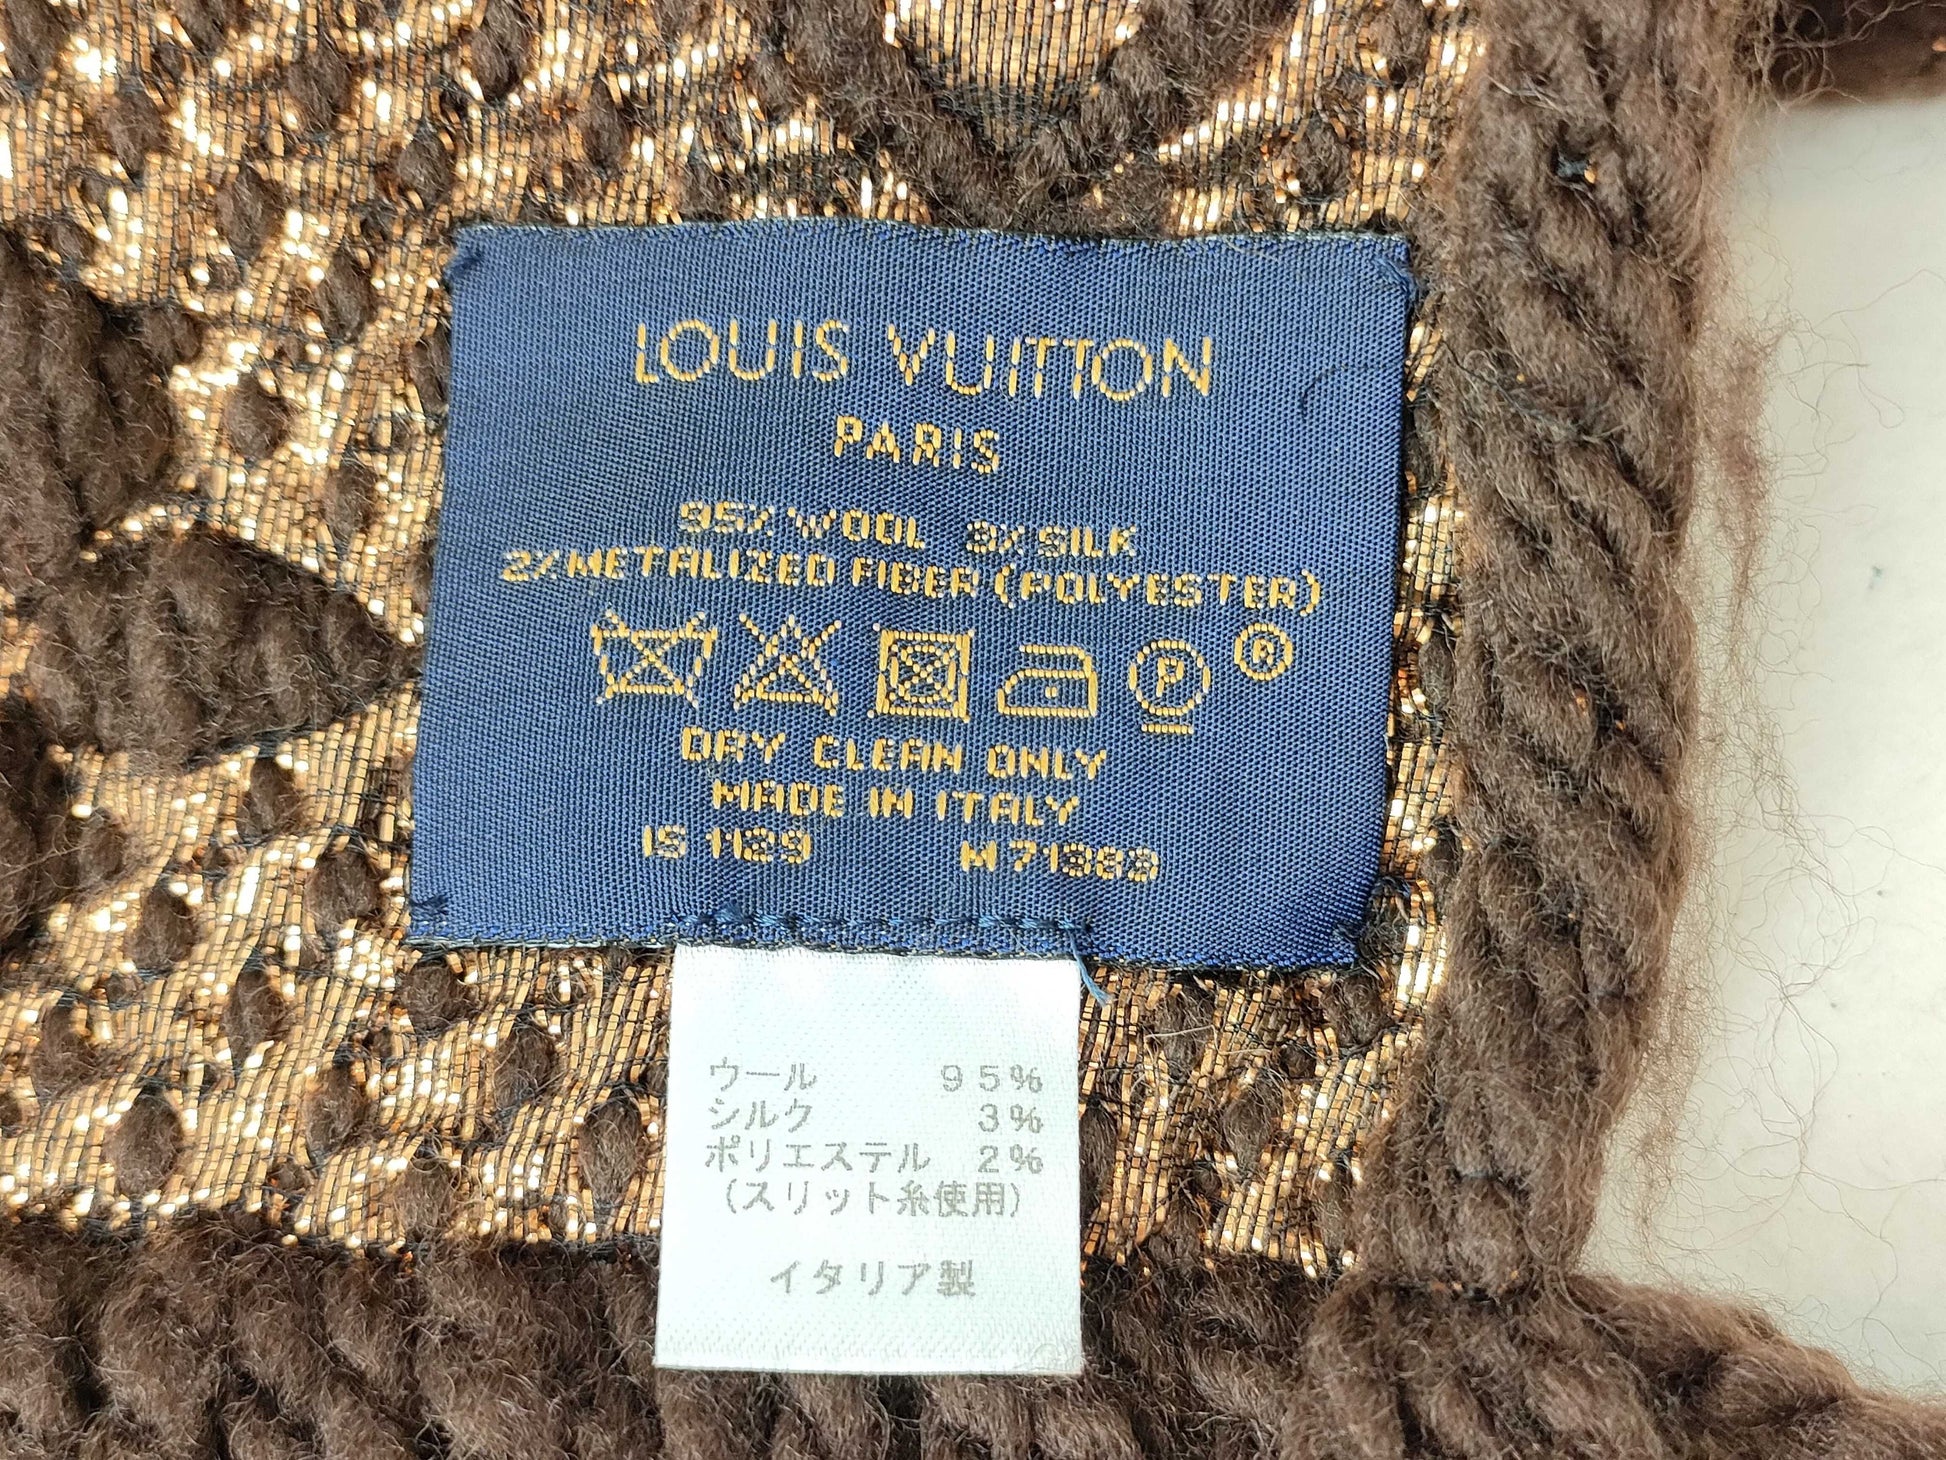 LOUIS VUITTON
PARIS
95% WOOL 3% SILK
2% METALIZED FIBER (POLYESTER)
P ®
DRY CLEAN ONLY
MADE IN ITALY
IS 1139 M71383
ウール 95%
シルク 3%
ポリエステル 2%
(スリット糸使用)
イタリア製